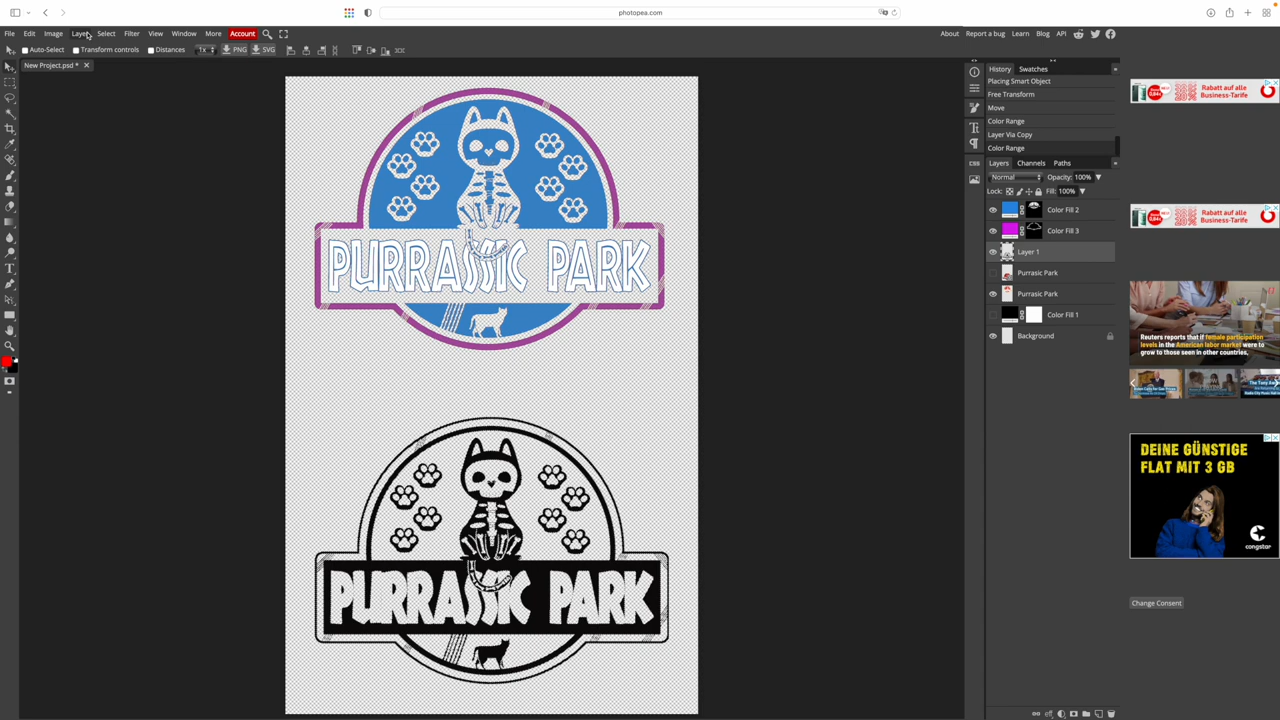 photopea.com
File Edit Image Layer Select Filter View Window More Account
About Report a bug Learn Blog API
Auto-Select Transform controls Distances 1x PNG SVG
New Project.psd *
History Swatches
Placing Smart Object
Free Transform
Move
Color Range
Layer Via Copy
Color Range
Layers Channels Paths
Normal Opacity: 100%
Lock: Fill: 100%
Color Fill 2
Color Fill 3
Layer 1
Purrasic Park
Purrasic Park
Color Fill 1
Background
CSS
PURRASSIC PARK
PURRASSIC PARK
Rabatt auf alle
Business-Tarife
Rabatt auf alle
Business-Tarife
Reuters reports that if female participation
levels in the American labor market were to
grow to those seen in other countries,
DEINE GÜNSTIGE
FLAT MIT 3 GB
congstar
Change Consent